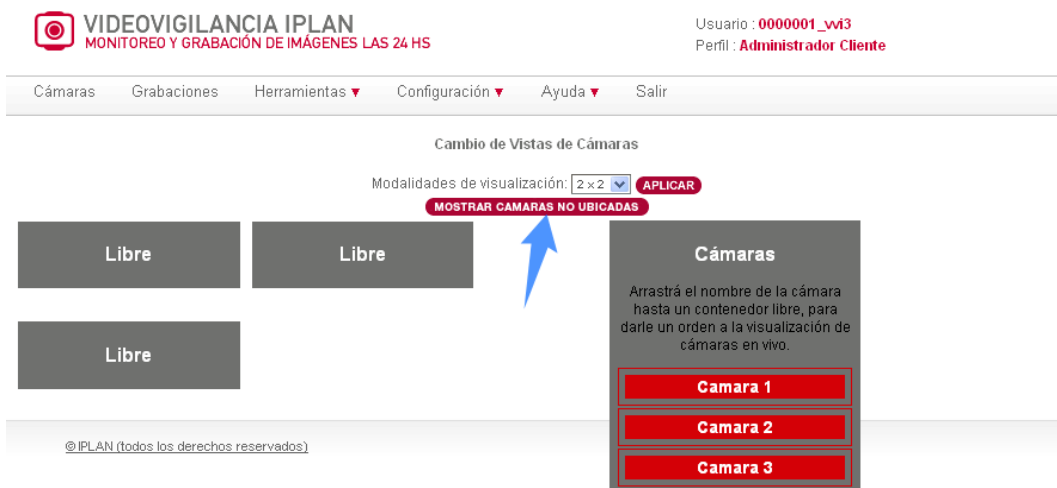 VIDEOVIGILANCIA IPLAN
MONITOREO Y GRABACIÓN DE IMÁGENES LAS 24 HS
Usuario : 0000001_vvi3
Perfil : Administrador Cliente
Cámaras Grabaciones Herramientas ▼ Configuración ▼ Ayuda ▼ Salir
Cambio de Vistas de Cámaras
Modalidades de visualización: 2 x 2 APLICAR
MOSTRAR CAMARAS NO UBICADAS
Libre Libre
Libre
Cámaras
Arrastrá el nombre de la cámara
hasta un contenedor libre, para
darle un orden a la visualización de
cámaras en vivo.
Camara 1
Camara 2
Camara 3
© IPLAN (todos los derechos reservados)